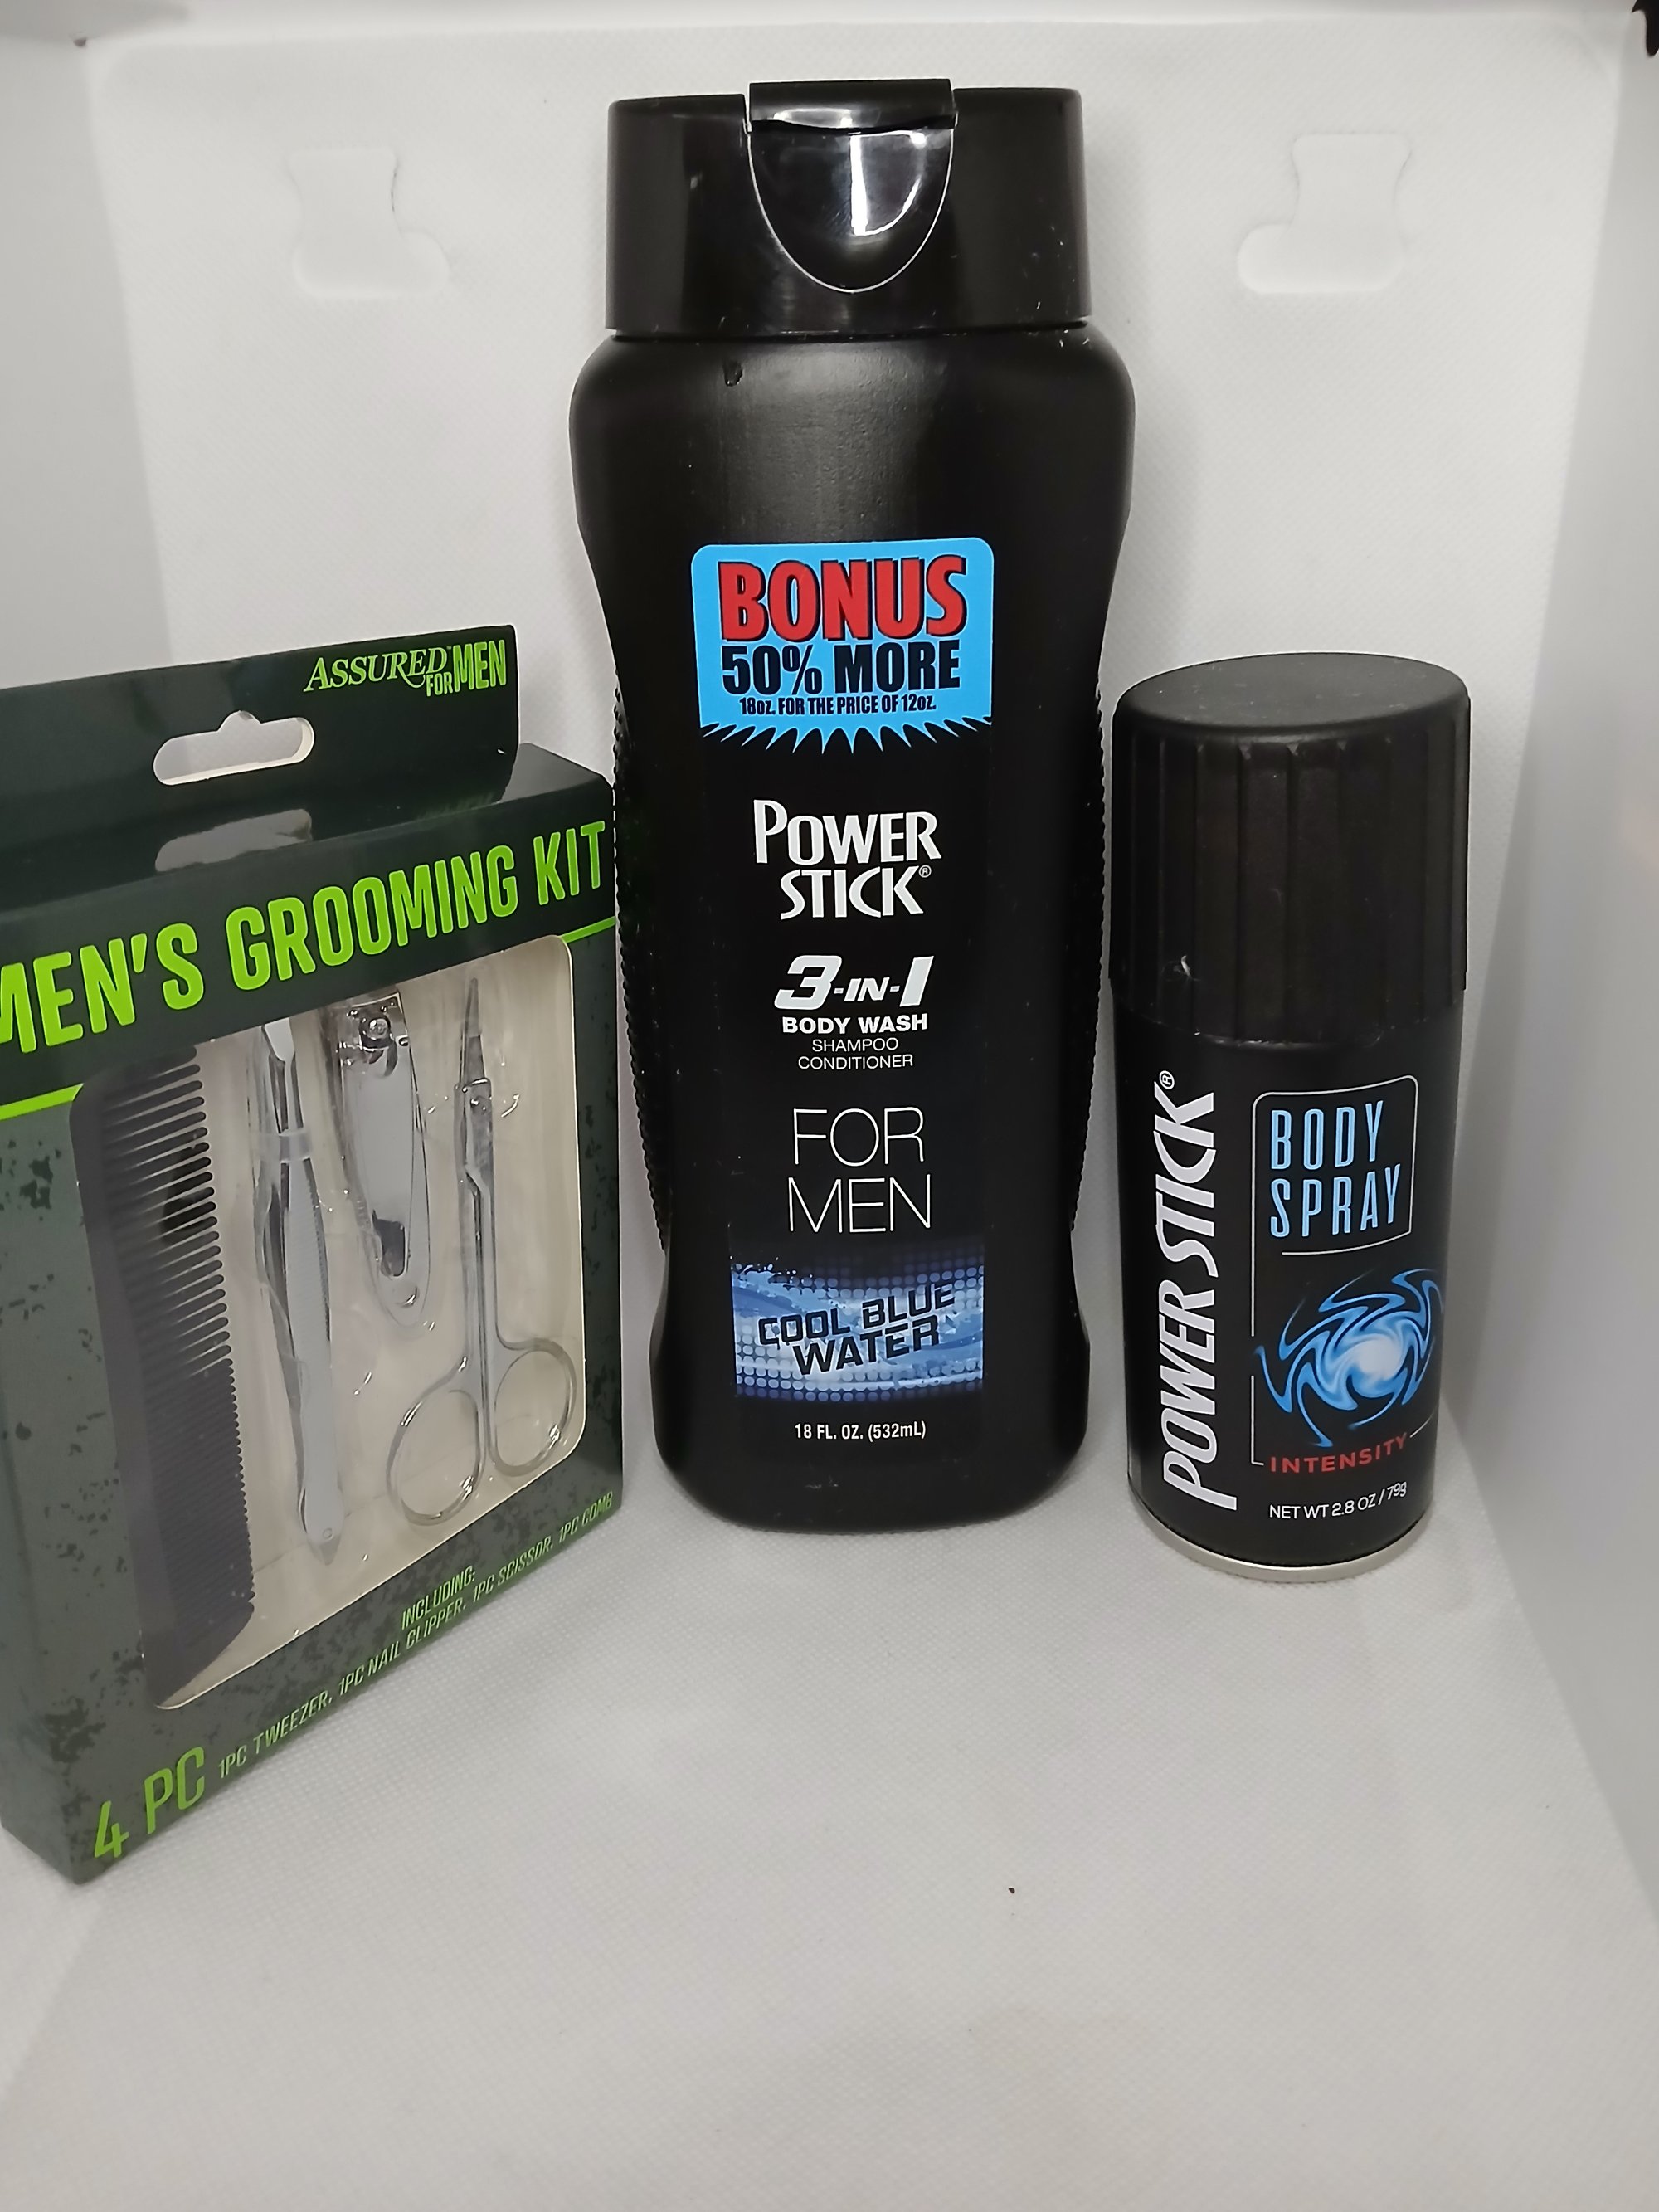 ASSURED™ FOR MEN
MEN'S GROOMING KIT
INCLUDING:
4 PC 1PC TWEEZER, 1PC NAIL CLIPPER, 1PC SCISSOR, 1PC COMB
BONUS
50% MORE
18oz. FOR THE PRICE OF 12oz.
POWER
STICK®
3-IN-1
BODY WASH
SHAMPOO
CONDITIONER
FOR
MEN
COOL BLUE
WATER
18 FL. OZ. (532mL)
POWER STICK®
BODY
SPRAY
INTENSITY
NET WT 2.8 OZ / 79g